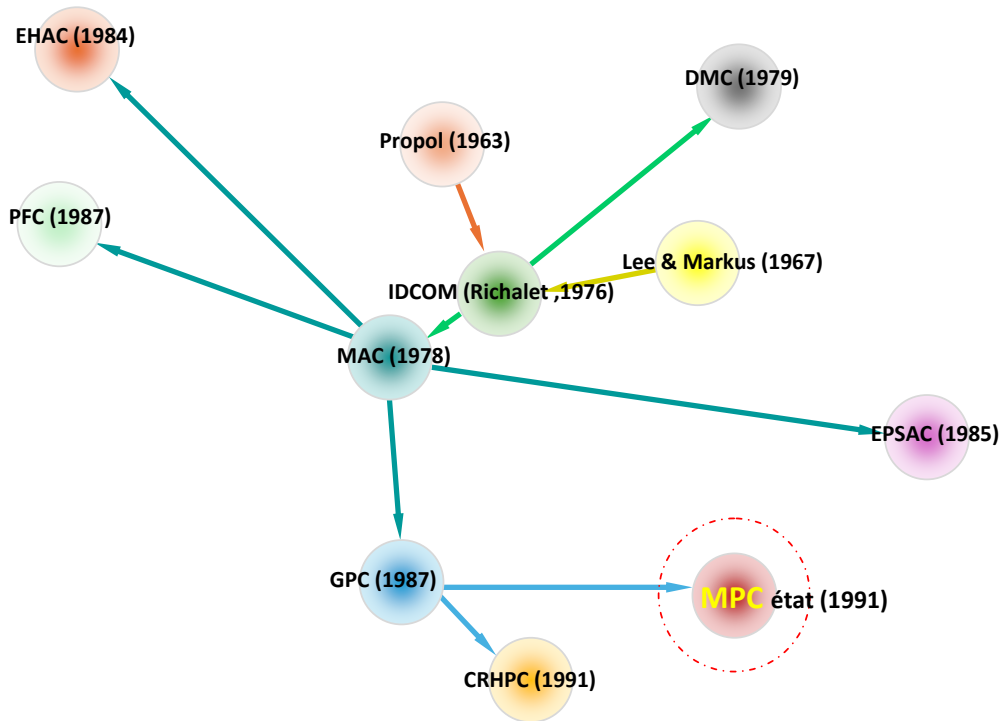 EHAC (1984)
DMC (1979)
Propol (1963)
PFC (1987)
Lee & Markus (1967)
IDCOM (Richalet ,1976)
MAC (1978)
EPSAC (1985)
GPC (1987)
MPC état (1991)
CRHPC (1991)